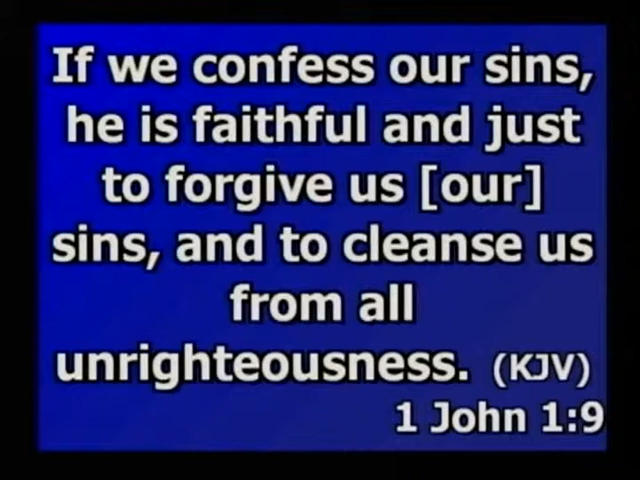 If we confess our sins,
he is faithful and just
to forgive us [our]
sins, and to cleanse us
from all
unrighteousness. (KJV)
1 John 1:9